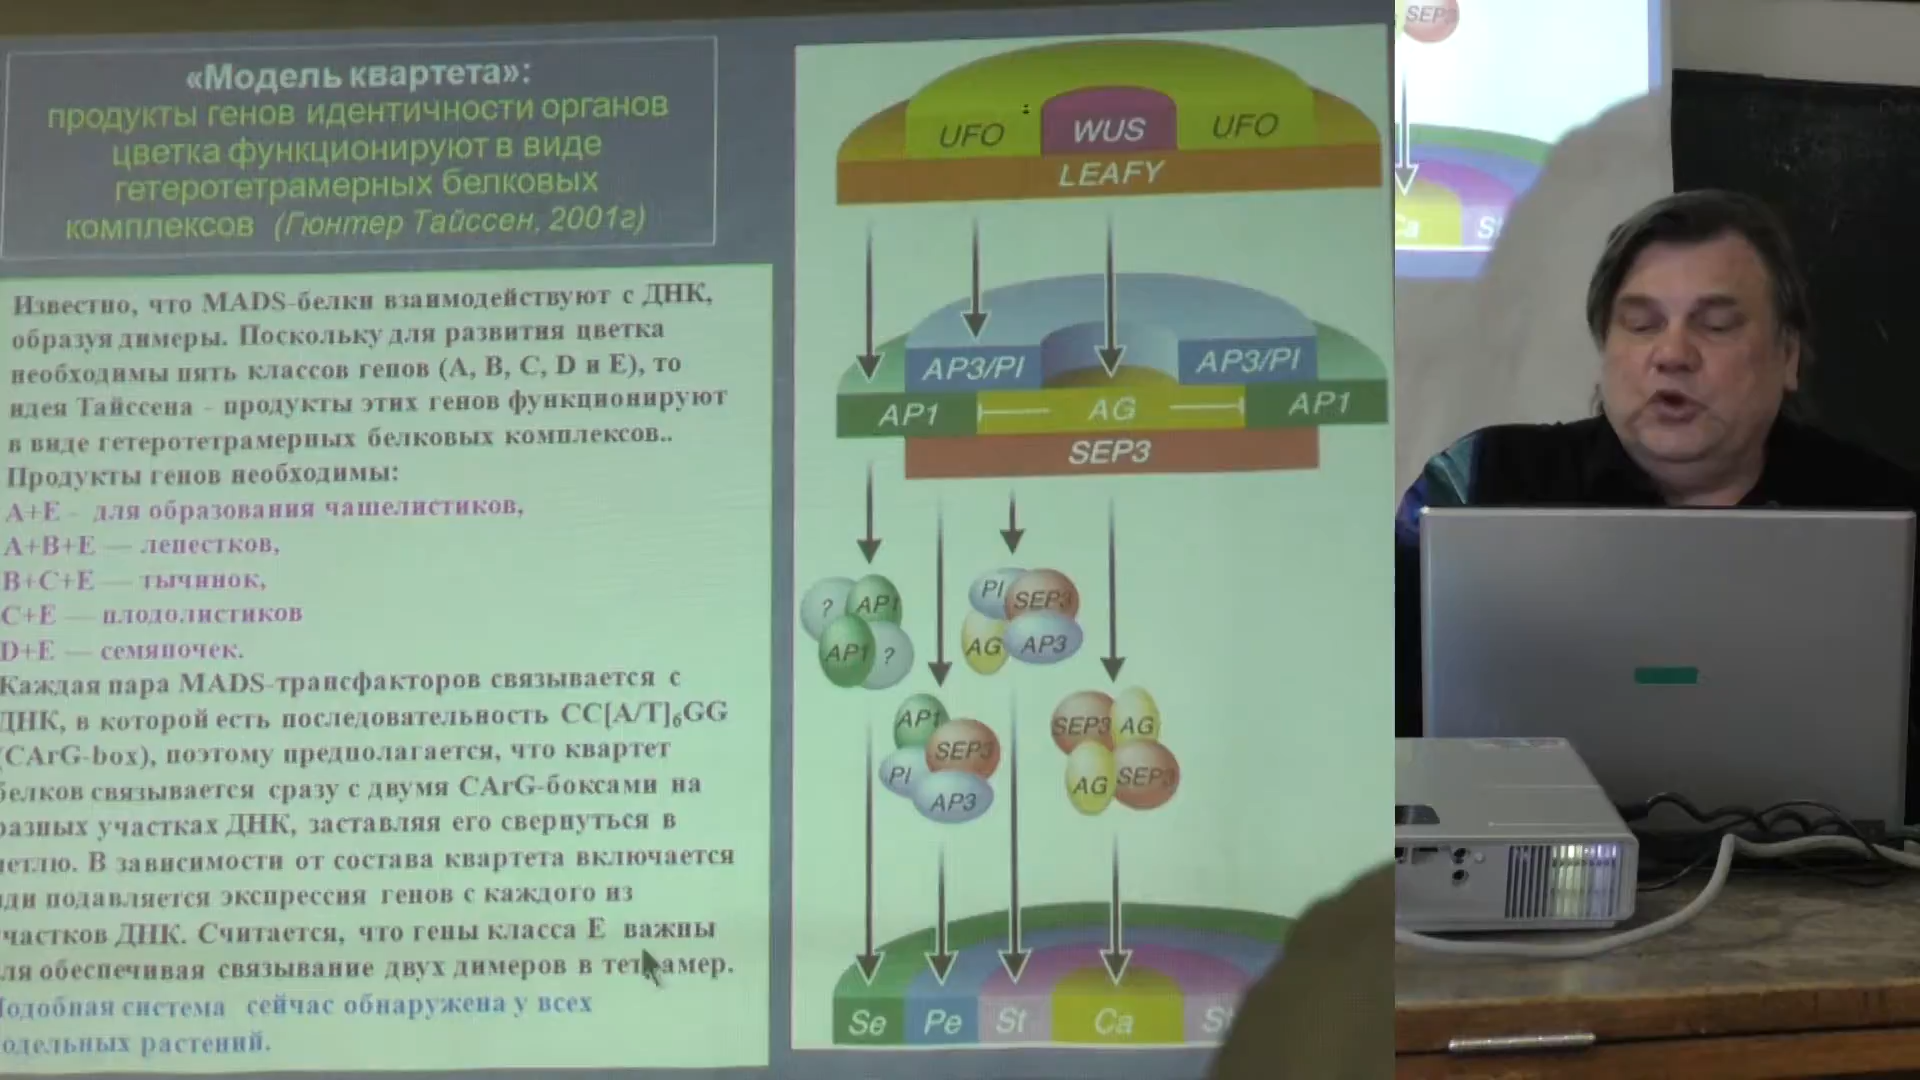 «Модель квартета»:
продукты генов идентичности органов
цветка функционируют в виде
гетеротетрамерных белковых
комплексов (Гюнтер Тайссен, 2001г)
Известно, что MADS-белки взаимодействуют с ДНК,
образуя димеры. Поскольку для развития цветка
необходимы пять классов генов (A, B, C, D и E), то
идея Тайссена - продукты этих генов функционируют
в виде гетеротетрамерных белковых комплексов..
Продукты генов необходимы:
A+E - для образования чашелистиков,
A+B+E — лепестков,
B+C+E — тычинок,
C+E — плодолистиков
D+E — семяпочек.
Каждая пара MADS-трансфакторов связывается с
ДНК, в которой есть последовательность CC[A/T]₆GG
(CArG-box), поэтому предполагается, что квартет
белков связывается сразу с двумя CArG-боксами на
разных участках ДНК, заставляя его свернуться в
петлю. В зависимости от состава квартета включается
или подавляется экспрессия генов с каждого из
участков ДНК. Считается, что гены класса E важны
для обеспечивая связывание двух димеров в тетрамер.
Подобная система сейчас обнаружена у всех
модельных растений.
UFO WUS UFO
LEAFY
AP3/PI AP3/PI
AP1 AG AP1
SEP3
? AP1
AP1 ?
PI SEP3
AG AP3
AP1
SEP3
PI
AP3
SEP3 AG
AG SEP3
Se Pe St Ca St
SEP3
Ca St